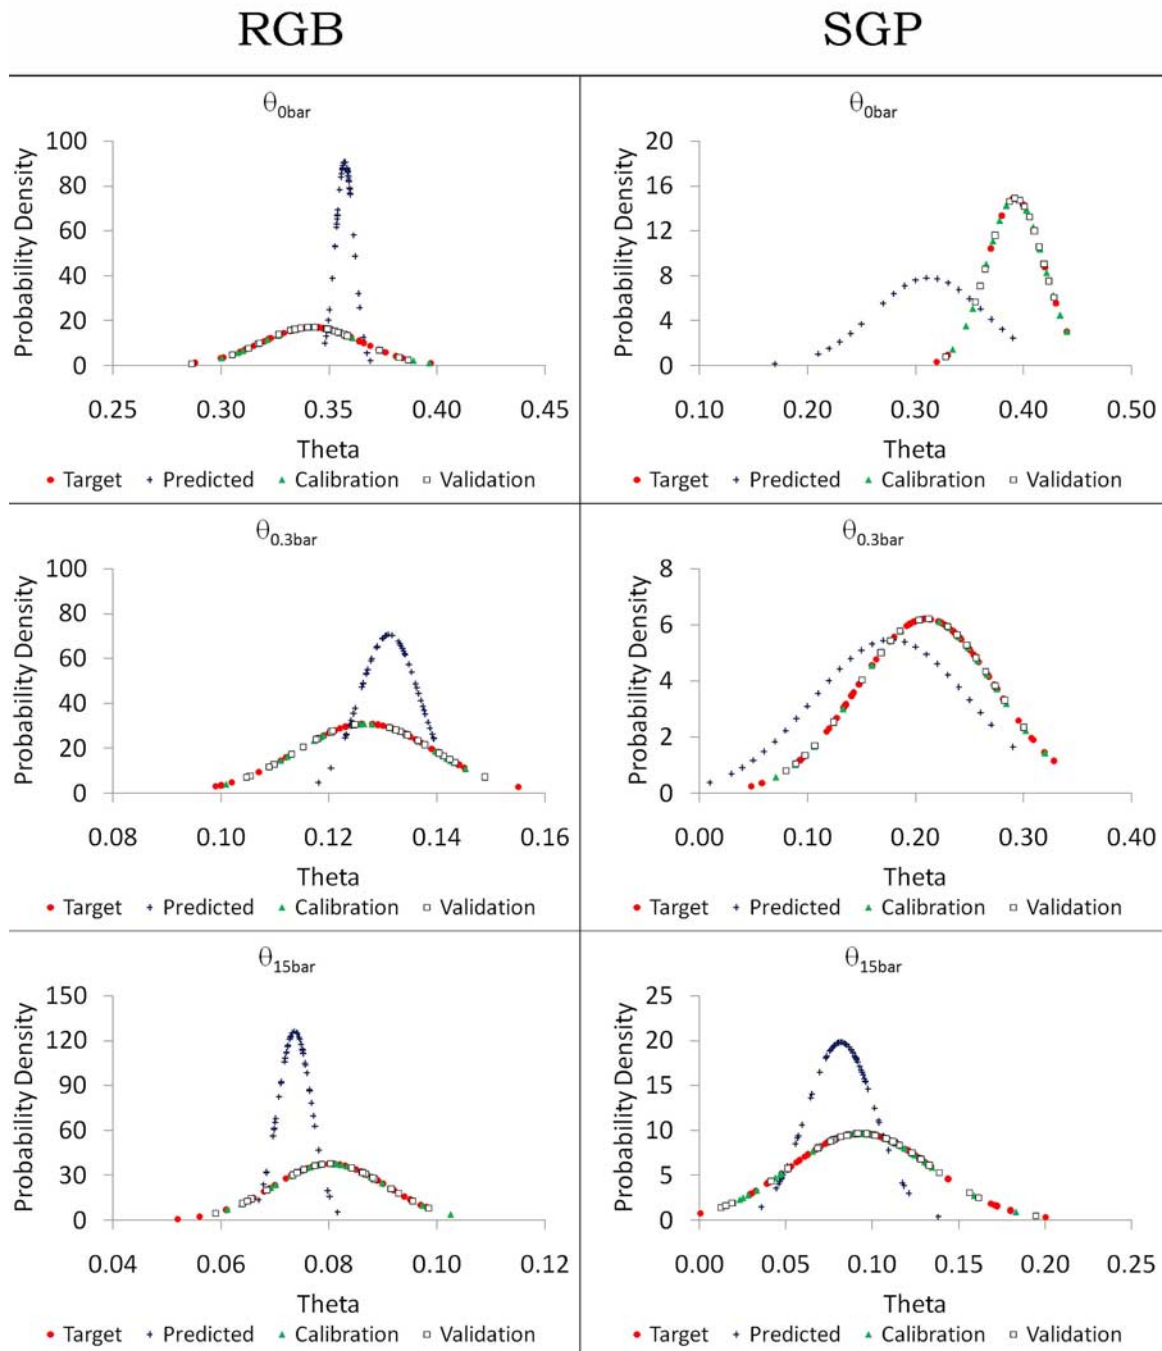 RGB SGP
θ0bar θ0bar
100 20
80 16
60 12
40 8
20 4
0 0
Probability Density Probability Density
0.25 0.30 0.35 0.40 0.45 0.10 0.20 0.30 0.40 0.50
Theta Theta
Target Predicted Calibration Validation Target Predicted Calibration Validation
θ0.3bar θ0.3bar
100 8
80 6
60 4
40 2
20 0
0
Probability Density Probability Density
0.08 0.10 0.12 0.14 0.16 0.00 0.10 0.20 0.30 0.40
Theta Theta
Target Predicted Calibration Validation Target Predicted Calibration Validation
θ15bar θ15bar
150 25
120 20
90 15
60 10
30 5
0 0
Probability Density Probability Density
0.04 0.06 0.08 0.10 0.12 0.00 0.05 0.10 0.15 0.20 0.25
Theta Theta
Target Predicted Calibration Validation Target Predicted Calibration Validation